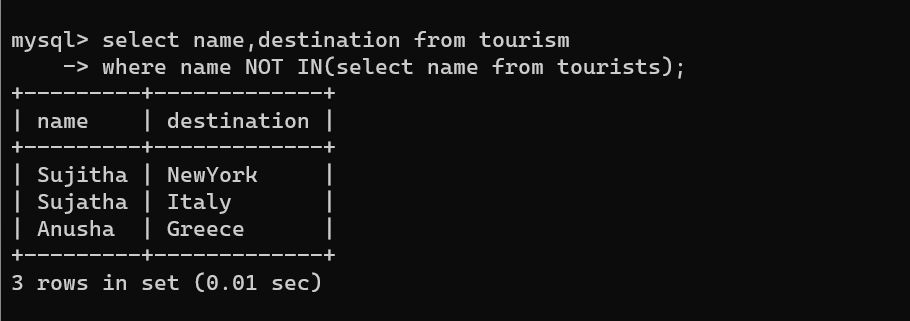 mysql> select name,destination from tourism
    -> where name NOT IN(select name from tourists);
+---------+-------------+
| name    | destination |
+---------+-------------+
| Sujitha | NewYork     |
| Sujatha | Italy       |
| Anusha  | Greece      |
+---------+-------------+
3 rows in set (0.01 sec)